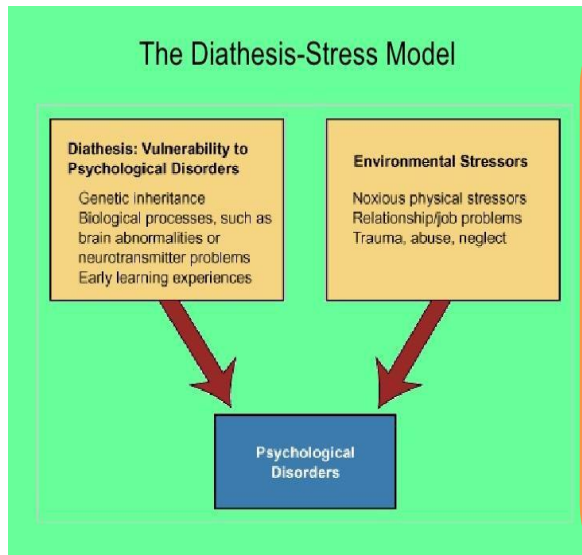 The Diathesis-Stress Model
Diathesis: Vulnerability to
Psychological Disorders
Genetic inheritance
Biological processes, such as
brain abnormalities or
neurotransmitter problems
Early learning experiences
Environmental Stressors
Noxious physical stressors
Relationship/job problems
Trauma, abuse, neglect
Psychological
Disorders